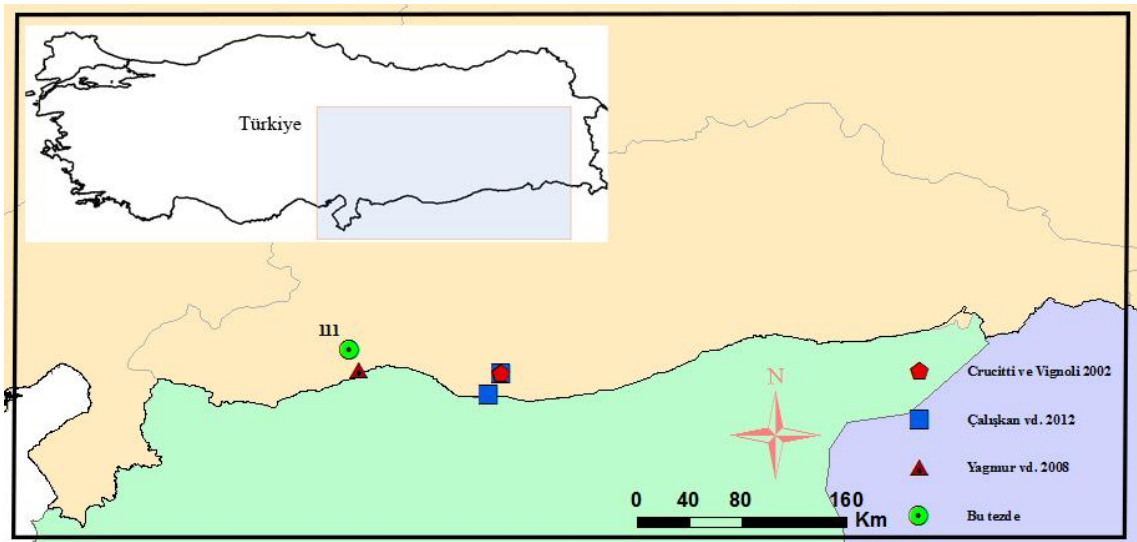 Türkiye
111
N
Crucitti ve Vignoli 2002
Çalışkan vd. 2012
Yagmur vd. 2008
Bu tezde
0 40 80 160
Km